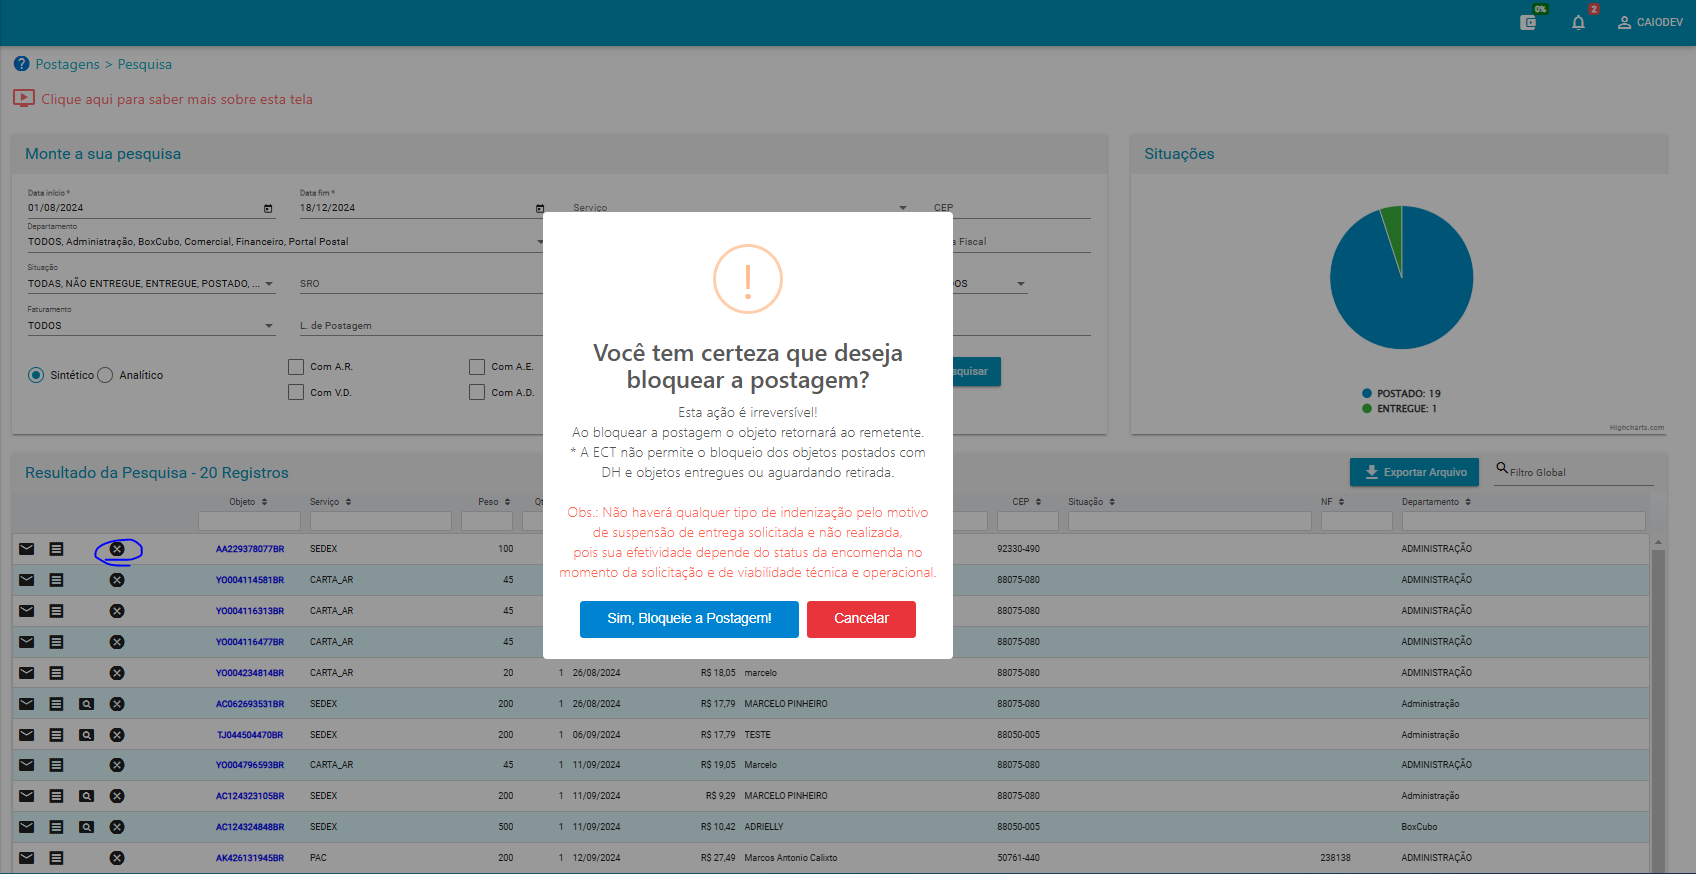 0%
2
CAIODEV
Postagens > Pesquisa
Clique aqui para saber mais sobre esta tela
Monte a sua pesquisa
Situações
Data início *
01/08/2024
Data fim *
18/12/2024
Serviço
CEP
Departamento
TODOS, Administração, BoxCubo, Comercial, Financeiro, Portal Postal
Fiscal
Situação
TODAS, NÃO ENTREGUE, ENTREGUE, POSTADO, ...
SRO
Faturamento
TODOS
L. de Postagem
Sintético
Analítico
Com A.R.
Com A.E.
Com V.D.
Com A.D.
POSTADO: 19
ENTREGUE: 1
Highcharts.com
Você tem certeza que deseja
bloquear a postagem?
Esta ação é irreversível!
Ao bloquear a postagem o objeto retornará ao remetente.
* A ECT não permite o bloqueio dos objetos postados com
DH e objetos entregues ou aguardando retirada.
Obs.: Não haverá qualquer tipo de indenização pelo motivo
de suspensão de entrega solicitada e não realizada,
pois sua efetividade depende do status da encomenda no
momento da solicitação e de viabilidade técnica e operacional.
Sim, Bloqueie a Postagem!
Cancelar
Resultado da Pesquisa - 20 Registros
Exportar Arquivo
Filtro Global
Objeto Serviço Peso CEP Situação NF Departamento
AA229378077BR SEDEX 100 92330-490 ADMINISTRAÇÃO
YO004114581BR CARTA_AR 45 88075-080 ADMINISTRAÇÃO
YO004116313BR CARTA_AR 45 88075-080 ADMINISTRAÇÃO
YO004116477BR CARTA_AR 45 88075-080 ADMINISTRAÇÃO
YO004234814BR CARTA_AR 20 1 26/08/2024 R$ 18,05 marcelo 88075-080 ADMINISTRAÇÃO
AC062693531BR SEDEX 200 1 26/08/2024 R$ 17,79 MARCELO PINHEIRO 88075-080 Administração
TJ044504470BR SEDEX 200 1 06/09/2024 R$ 17,79 TESTE 88050-005 Administração
YO004796593BR CARTA_AR 45 1 11/09/2024 R$ 19,05 Marcelo 88075-080 ADMINISTRAÇÃO
AC124323105BR SEDEX 200 1 11/09/2024 R$ 9,29 MARCELO PINHEIRO 88075-080 Administração
AC124324848BR SEDEX 500 1 11/09/2024 R$ 10,42 ADRIELLY 88050-005 BoxCubo
AK426131945BR PAC 200 1 12/09/2024 R$ 27,49 Marcos Antonio Calixto 50761-440 238138 ADMINISTRAÇÃO